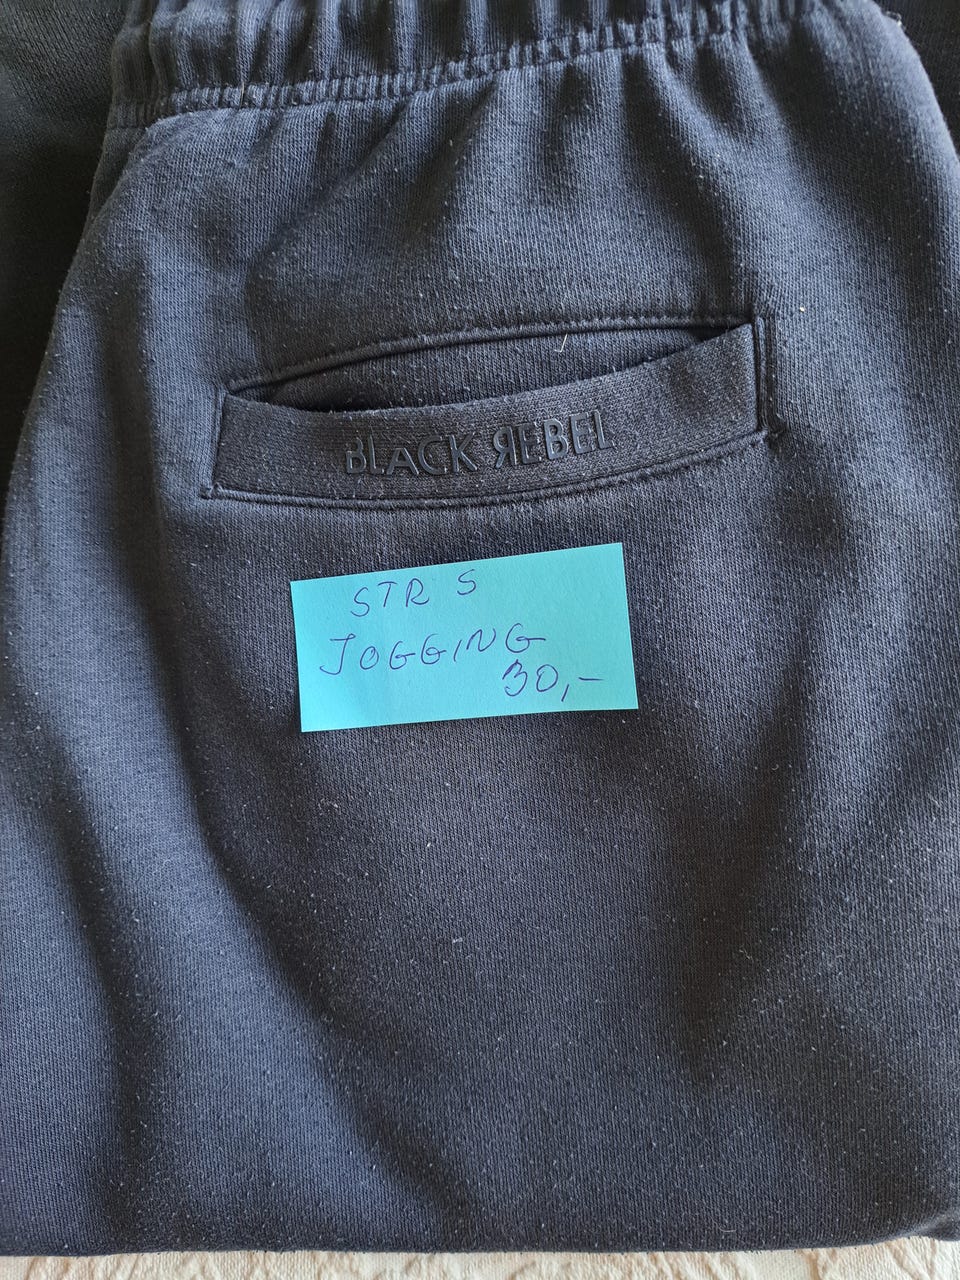 BLACK ЯEBEL
STR S
JOGGING
30,-